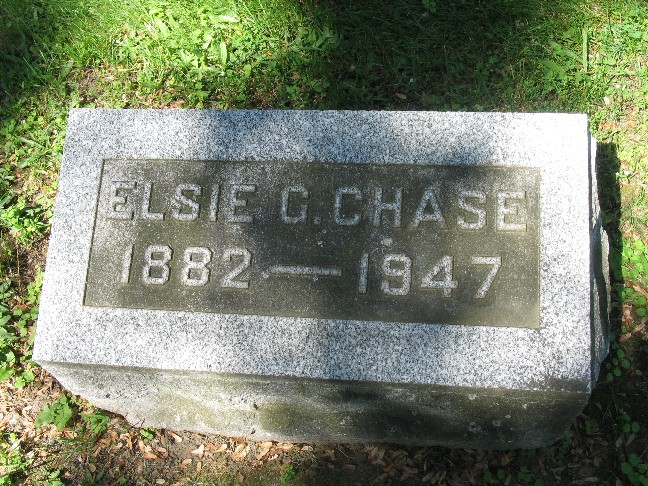 ELSIE G. CHASE
1882 — 1947